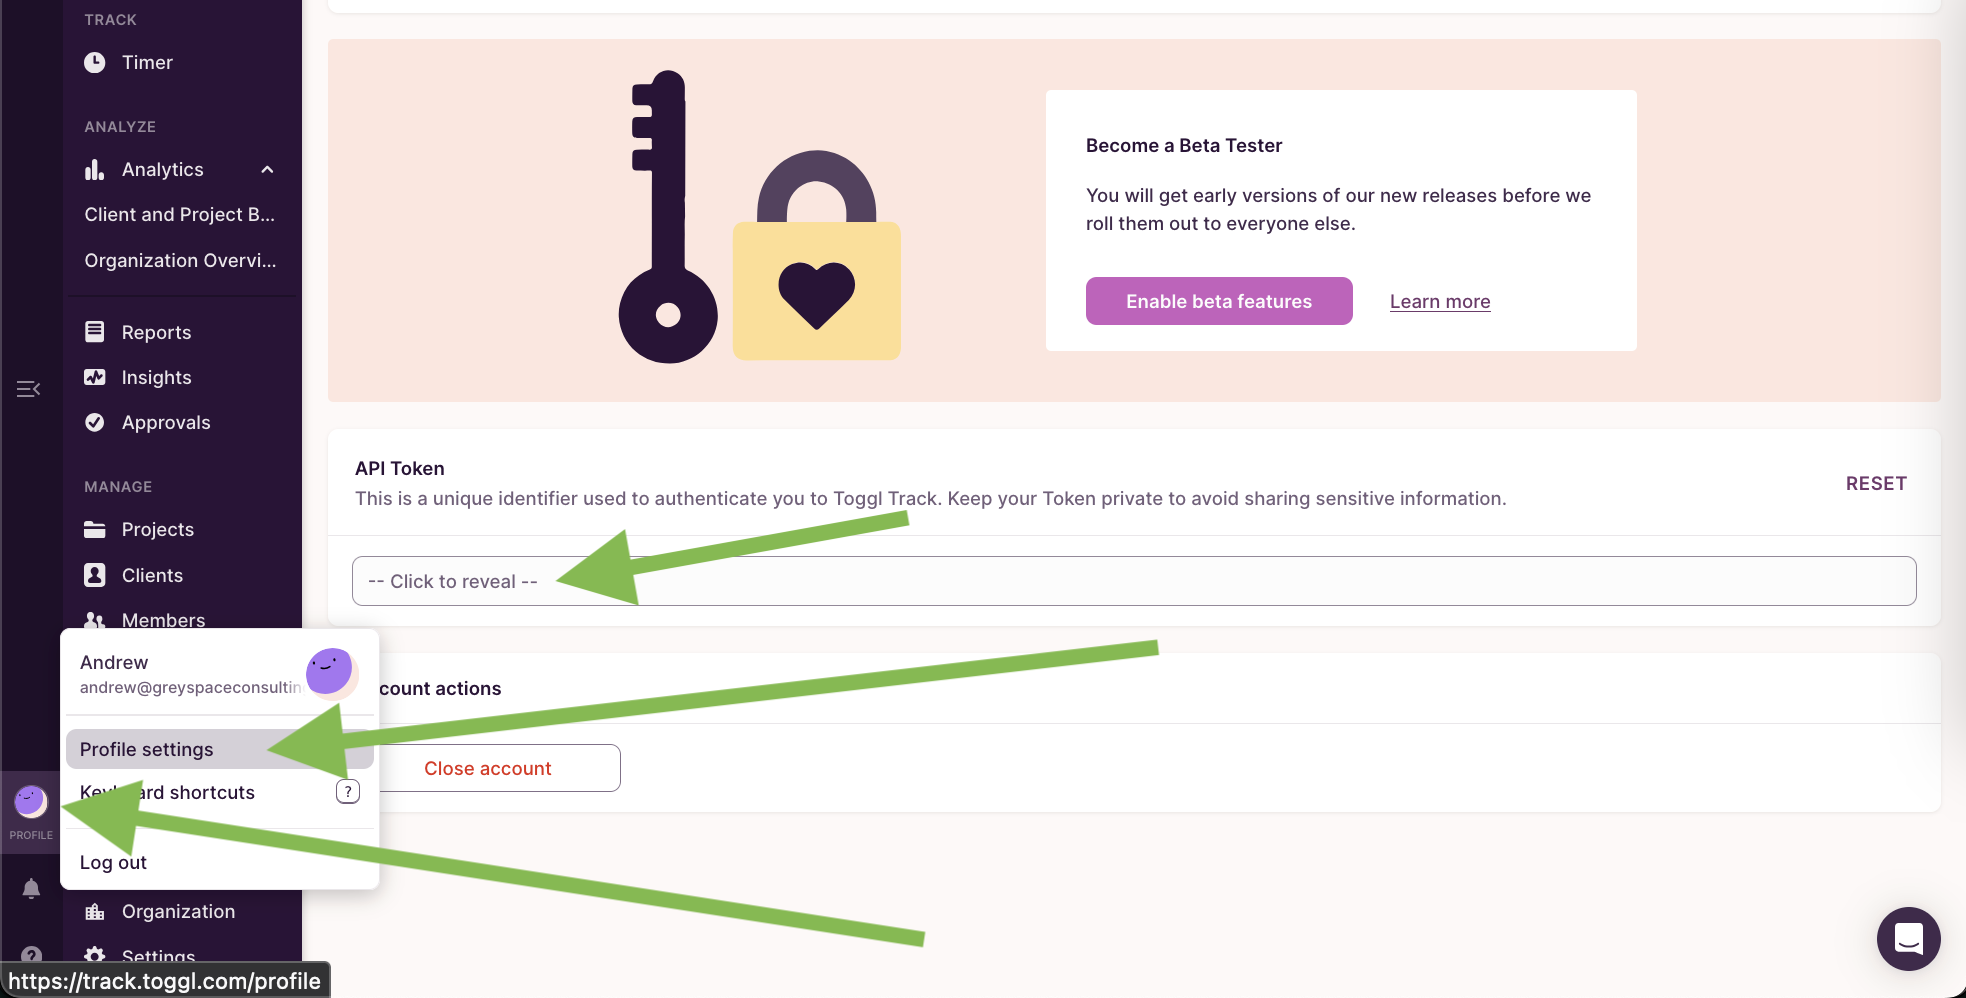 TRACK
Timer
ANALYZE
Analytics
Client and Project B...
Organization Overvi...
Reports
Insights
Approvals
MANAGE
Projects
Clients
Members
Andrew
andrew@greyspaceconsultin
Profile settings
Keyboard shortcuts
?
Log out
PROFILE
Organization
?
Settings
https://track.toggl.com/profile
Become a Beta Tester
You will get early versions of our new releases before we
roll them out to everyone else.
Enable beta features
Learn more
API Token
This is a unique identifier used to authenticate you to Toggl Track. Keep your Token private to avoid sharing sensitive information.
RESET
-- Click to reveal --
count actions
Close account